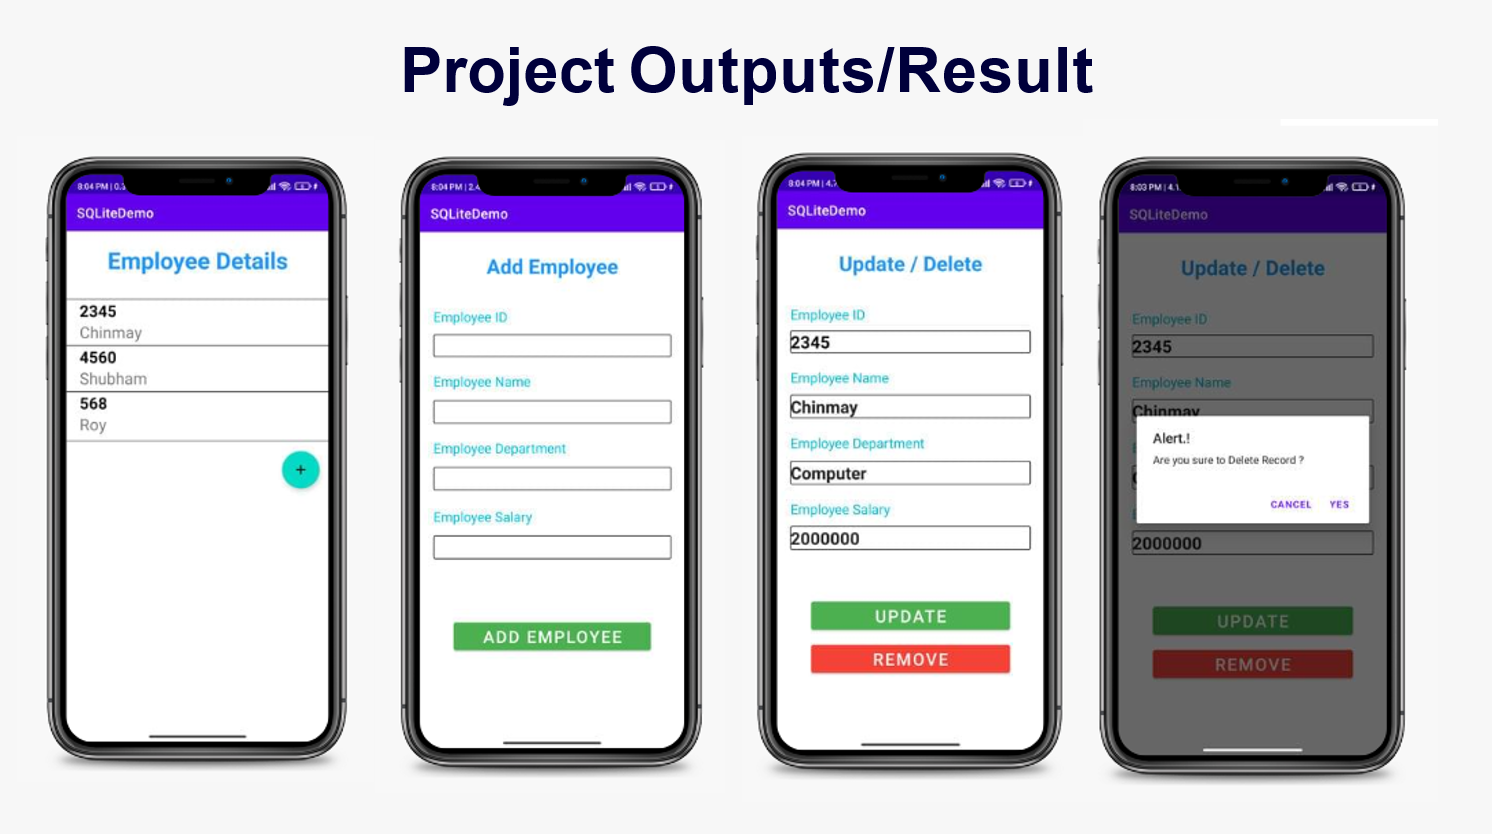 Project Outputs/Result
8:04 PM | 0.
SQLiteDemo
Employee Details
2345
Chinmay
4560
Shubham
568
Roy
+
8:04 PM | 2.
SQLiteDemo
Add Employee
Employee ID
Employee Name
Employee Department
Employee Salary
ADD EMPLOYEE
8:04 PM | 4.
SQLiteDemo
Update / Delete
Employee ID
2345
Employee Name
Chinmay
Employee Department
Computer
Employee Salary
2000000
UPDATE
REMOVE
8:03 PM | 4.1
SQLiteDemo
Update / Delete
Employee ID
2345
Employee Name
Chinmay
Alert.!
Are you sure to Delete Record ?
CANCEL YES
2000000
UPDATE
REMOVE